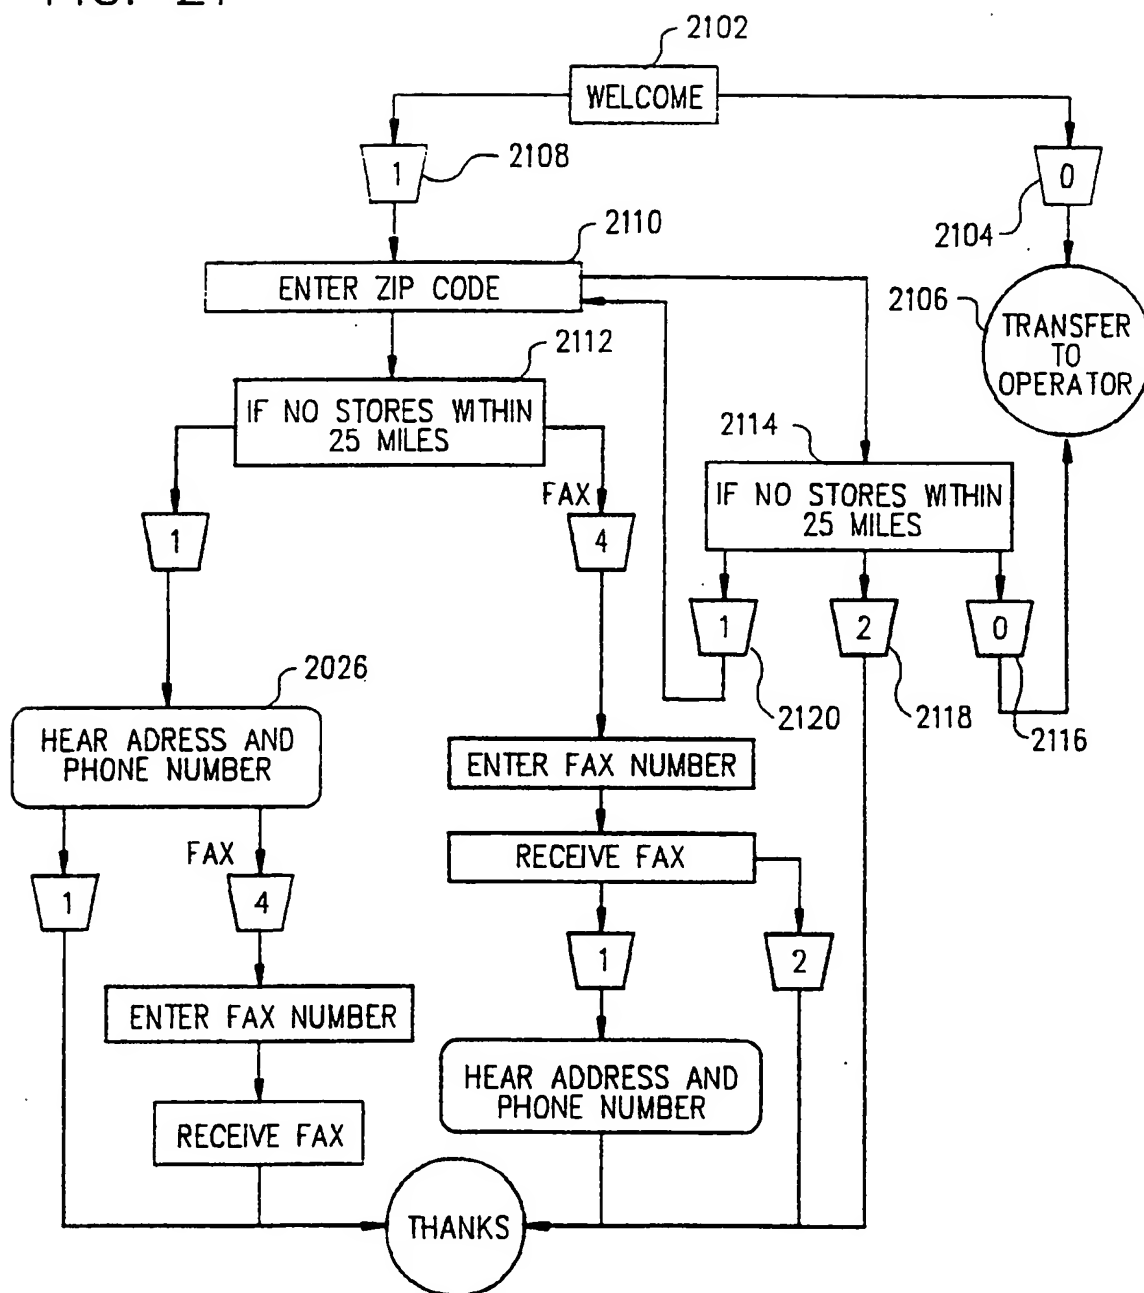 2102
WELCOME
1
2108
0
2104
2110
ENTER ZIP CODE
2106
TRANSFER
TO
OPERATOR
2112
IF NO STORES WITHIN
25 MILES
2114
IF NO STORES WITHIN
25 MILES
1
FAX
4
1
2
0
2120
2118
2116
2026
HEAR ADRESS AND
PHONE NUMBER
ENTER FAX NUMBER
1
FAX
4
RECEIVE FAX
1
2
ENTER FAX NUMBER
HEAR ADDRESS AND
PHONE NUMBER
RECEIVE FAX
THANKS